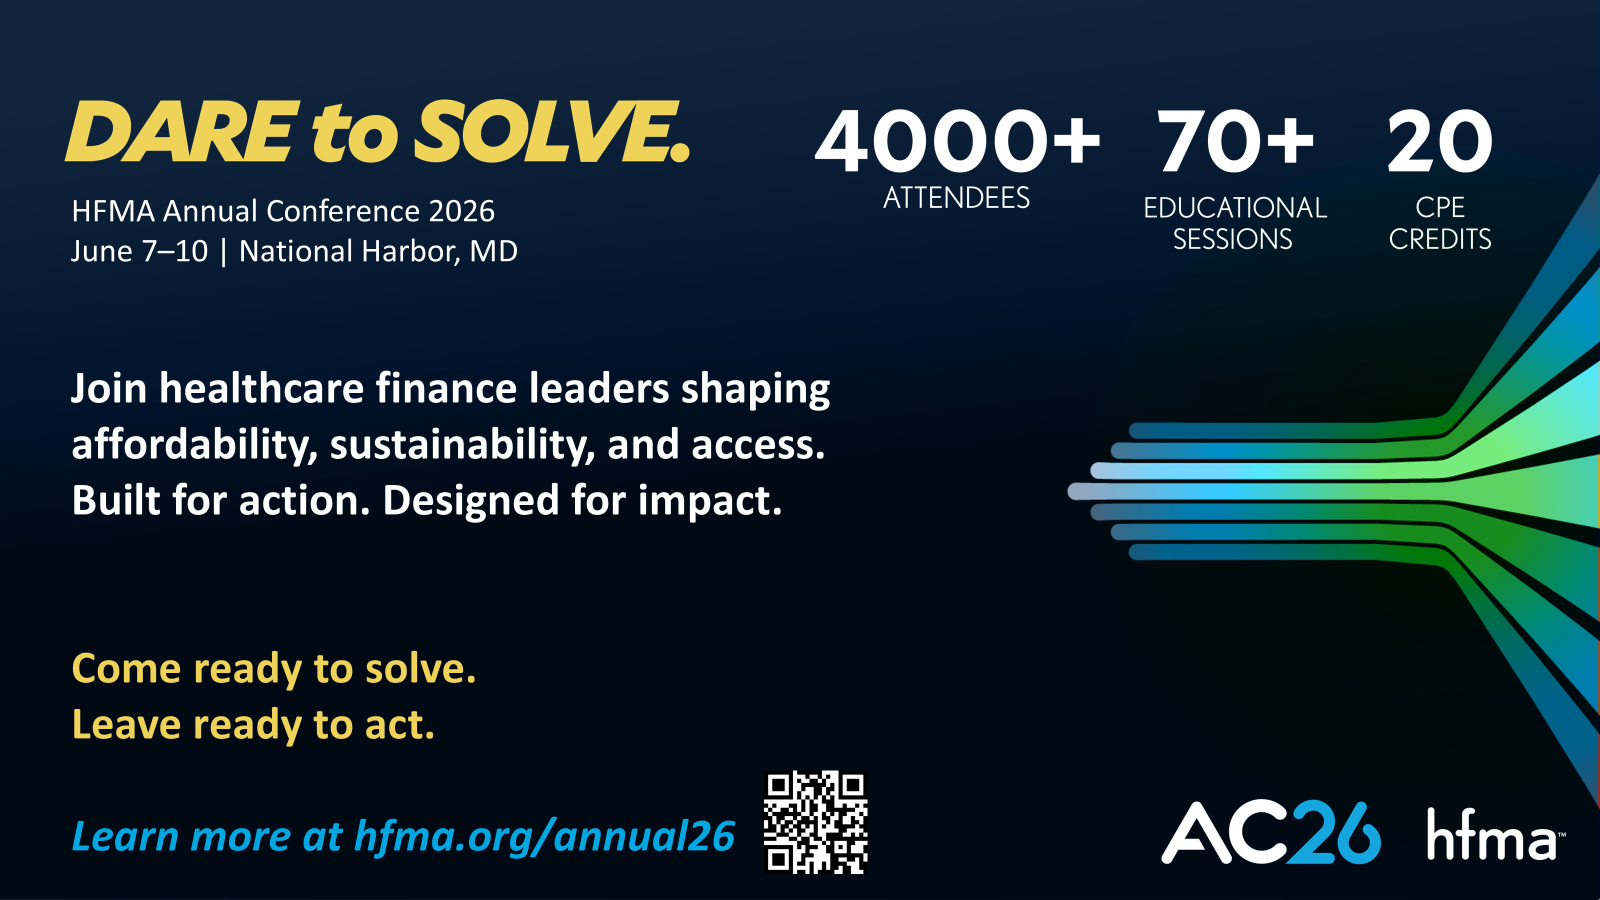 DARE to SOLVE.
HFMA Annual Conference 2026
June 7–10 | National Harbor, MD
4000+
ATTENDEES
70+
EDUCATIONAL
SESSIONS
20
CPE
CREDITS
Join healthcare finance leaders shaping
affordability, sustainability, and access.
Built for action. Designed for impact.
Come ready to solve.
Leave ready to act.
Learn more at hfma.org/annual26
AC26
hfma™